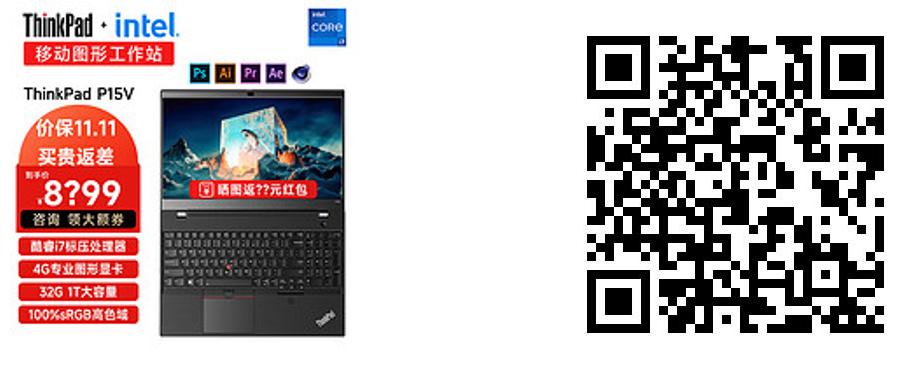 ThinkPad · intel.
intel
CORE
i7
移动图形工作站
Ps Ai Pr Ae
ThinkPad P15V
价保11.11
买贵返差
到手价
¥8?99
咨询 领大额券
晒图返??元红包
酷睿i7标压处理器
4G专业图形显卡
32G 1T大容量
100%sRGB高色域
ThinkPad